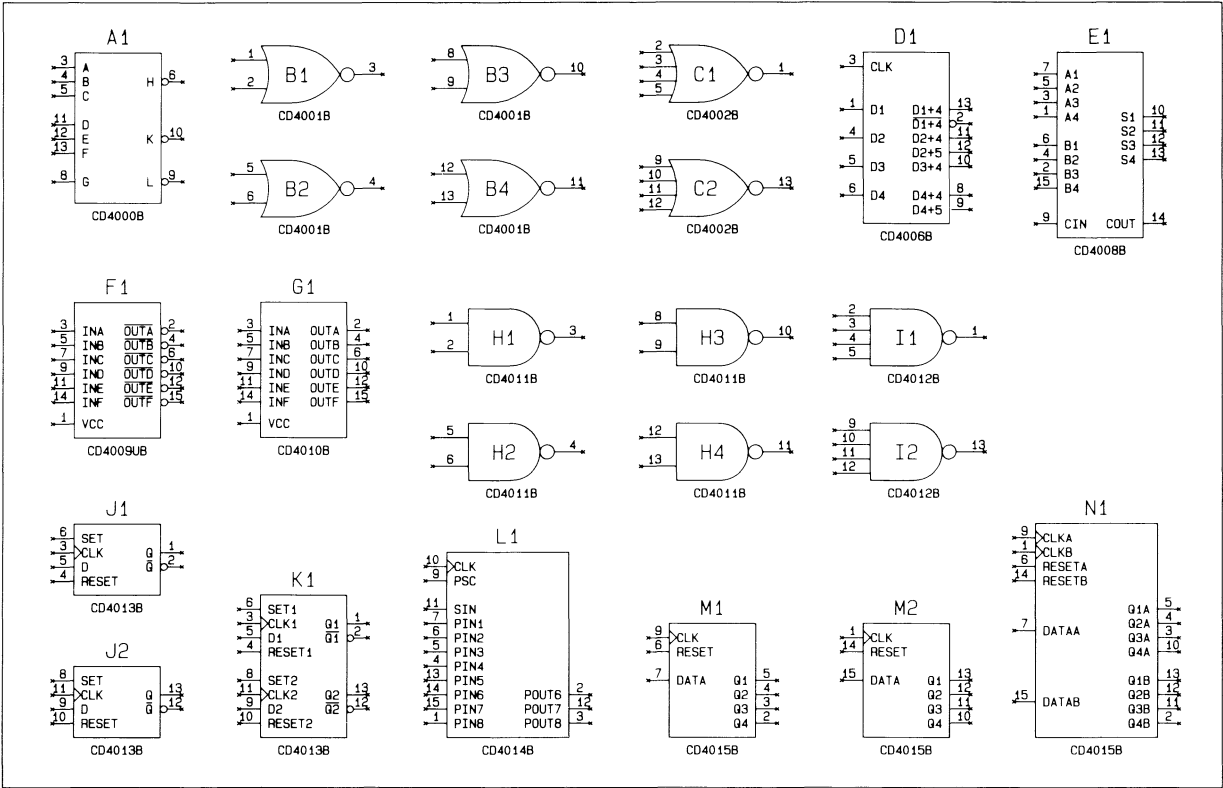 A1
3 A
4 B
5 C
11 D
12 E
13 F
8 G
H 6
K 10
L 9
CD4000B
1
2
B1
3
CD4001B
8
9
B3
10
CD4001B
2
3
4
5
C1
1
CD4002B
D1
3 CLK
1 D1
4 D2
5 D3
6 D4
D1+4 13
D1+4 2
D2+4 11
D2+5 12
D3+4 10
D4+4 8
D4+5 9
CD4006B
E1
7 A1
5 A2
3 A3
1 A4
6 B1
4 B2
2 B3
15 B4
9 CIN
S1 10
S2 11
S3 12
S4 13
COUT 14
CD4008B
5
6
B2
4
CD4001B
12
13
B4
11
CD4001B
9
10
11
12
C2
13
CD4002B
F1
3 INA OUTA 2
5 INB OUTB 4
7 INC OUTC 6
9 IND OUTD 10
11 INE OUTE 12
14 INF OUTF 15
1 VCC
CD4009UB
G1
3 INA OUTA 2
5 INB OUTB 4
7 INC OUTC 6
9 IND OUTD 10
11 INE OUTE 12
14 INF OUTF 15
1 VCC
CD4010B
1
2
H1
3
CD4011B
8
9
H3
10
CD4011B
2
3
4
5
I1
1
CD4012B
5
6
H2
4
CD4011B
12
13
H4
11
CD4011B
9
10
11
12
I2
13
CD4012B
J1
6 SET
3 CLK Q 1
5 D Q 2
4 RESET
CD4013B
J2
8 SET
11 CLK Q 13
9 D Q 12
10 RESET
CD4013B
K1
6 SET1
3 CLK1 Q1 1
5 D1 Q1 2
4 RESET1
8 SET2
11 CLK2 Q2 13
9 D2 Q2 12
10 RESET2
CD4013B
L1
10 CLK
9 PSC
11 SIN
7 PIN1
6 PIN2
5 PIN3
4 PIN4
13 PIN5
14 PIN6 POUT6 2
15 PIN7 POUT7 12
1 PIN8 POUT8 3
CD4014B
M1
9 CLK
6 RESET
7 DATA Q1 5
Q2 4
Q3 3
Q4 2
CD4015B
M2
1 CLK
14 RESET
15 DATA Q1 13
Q2 12
Q3 11
Q4 10
CD4015B
N1
9 CLKA
1 CLKB
6 RESETA
14 RESETB
7 DATAA
15 DATAB
Q1A 5
Q2A 4
Q3A 3
Q4A 10
Q1B 13
Q2B 12
Q3B 11
Q4B 2
CD4015B